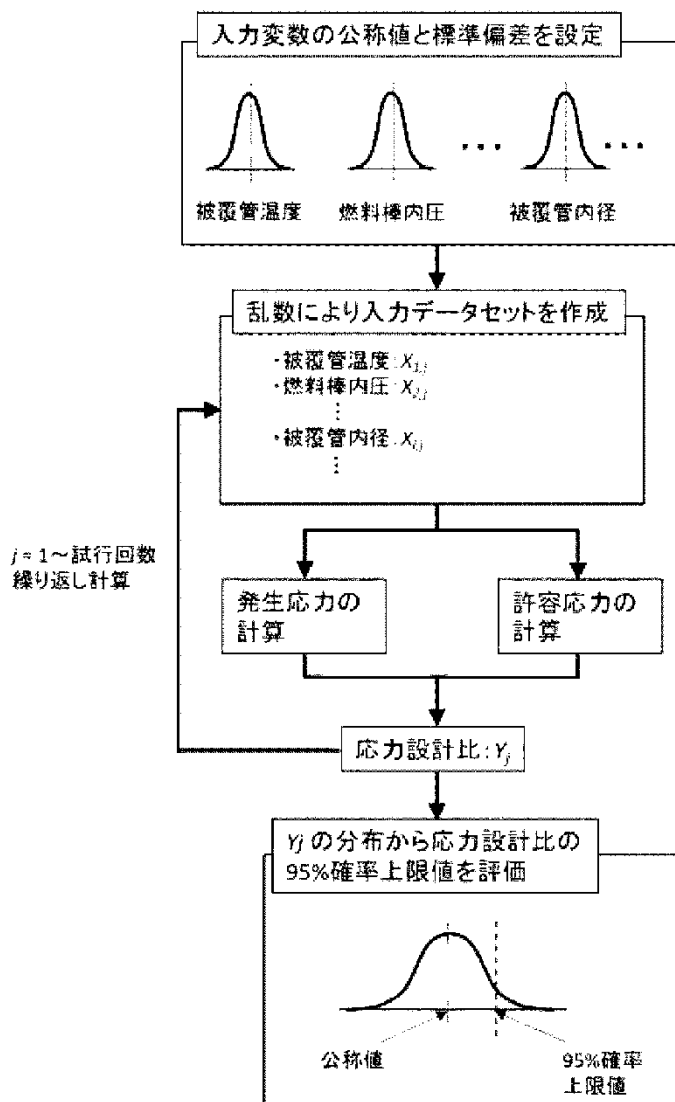 入力変数の公称値と標準偏差を設定
・・・
・・・
被覆管温度
燃料棒内圧
被覆管内径
乱数により入力データセットを作成
・被覆管温度:X1,j
・燃料棒内圧:X2,j
⋮
・被覆管内径:Xi,j
⋮
j = 1～試行回数
繰り返し計算
発生応力の
計算
許容応力の
計算
応力設計比:Yj
Yj の分布から応力設計比の
95%確率上限値を評価
公称値
95%確率
上限値